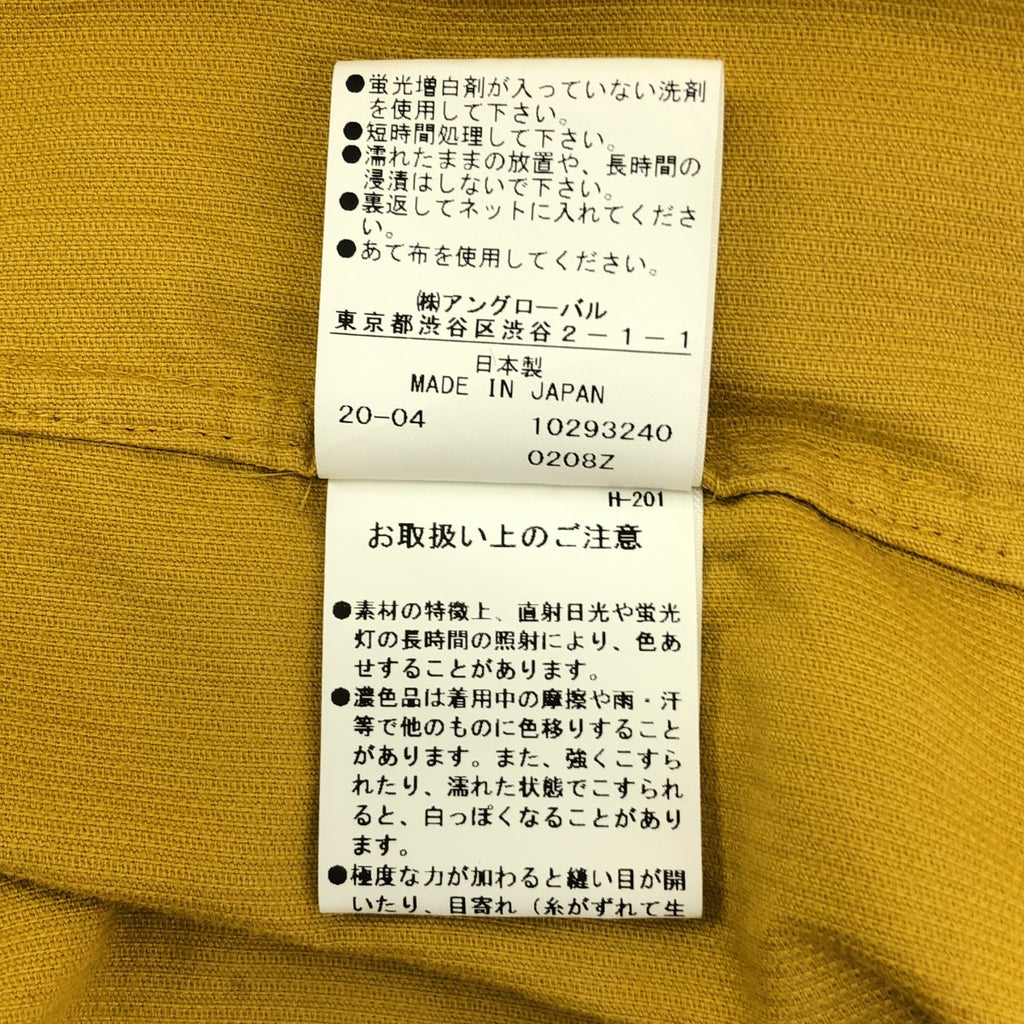 ●蛍光増白剤が入っていない洗剤
を使用して下さい。
●短時間処理して下さい。
●濡れたままの放置や、長時間の
浸漬はしないで下さい。
●裏返してネットに入れてくださ
い。
●あて布を使用してください。
㈱アングローバル
東京都渋谷区渋谷2-1-1
日本製
MADE IN JAPAN
20-04 10293240
0208Z
H-201
お取扱い上のご注意
●素材の特徴上、直射日光や蛍光
灯の長時間の照射により、色あ
せすることがあります。
●濃色品は着用中の摩擦や雨・汗
等で他のものに色移りすること
があります。また、強くこすら
れたり、濡れた状態でこすられ
ると、白っぽくなることがあり
ます。
●極度な力が加わると縫い目が開
いたり、目寄れ（糸がずれて生